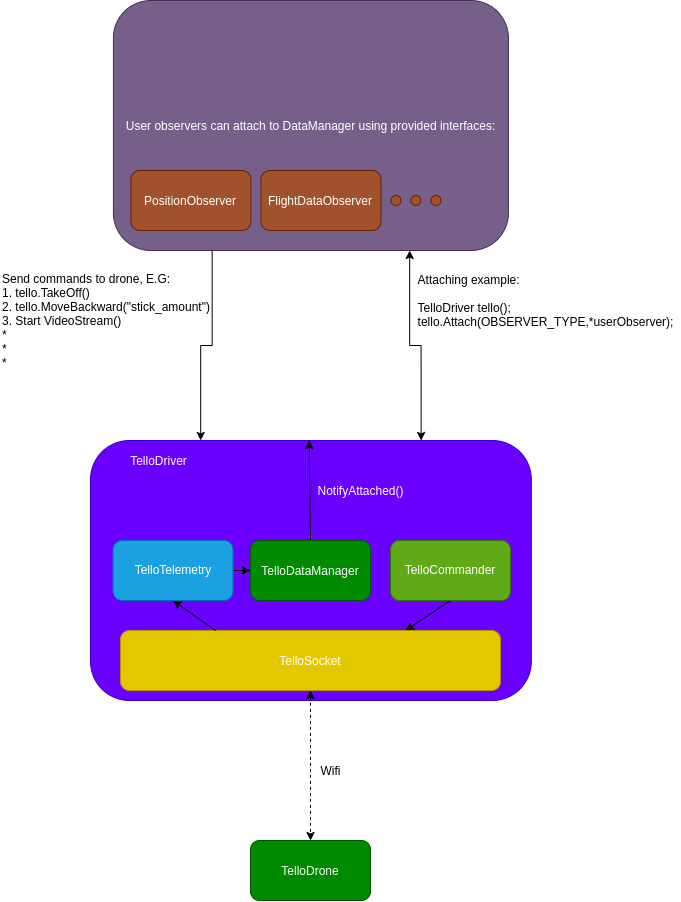 User observers can attach to DataManager using provided interfaces:
PositionObserver
FlightDataObserver
Send commands to drone, E.G:
1. tello.TakeOff()
2. tello.MoveBackward("stick_amount")
3. Start VideoStream()
*
*
*
Attaching example:
TelloDriver tello();
tello.Attach(OBSERVER_TYPE,*userObserver);
TelloDriver
NotifyAttached()
TelloTelemetry
TelloDataManager
TelloCommander
TelloSocket
Wifi
TelloDrone